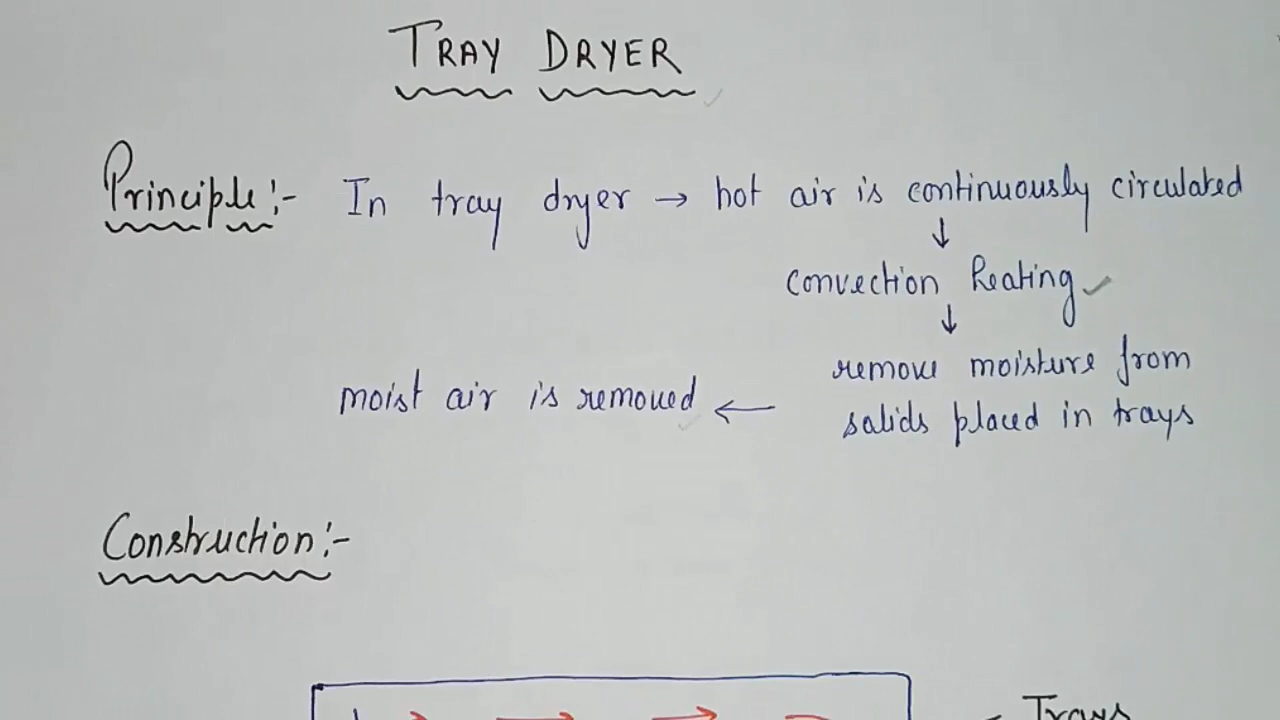 TRAY DRYER
Principle:- In tray dryer → hot air is continuously circulated
↓
convection Heating
↓
remove moisture from
moist air is removed ←
solids placed in trays
Construction:-
Trays